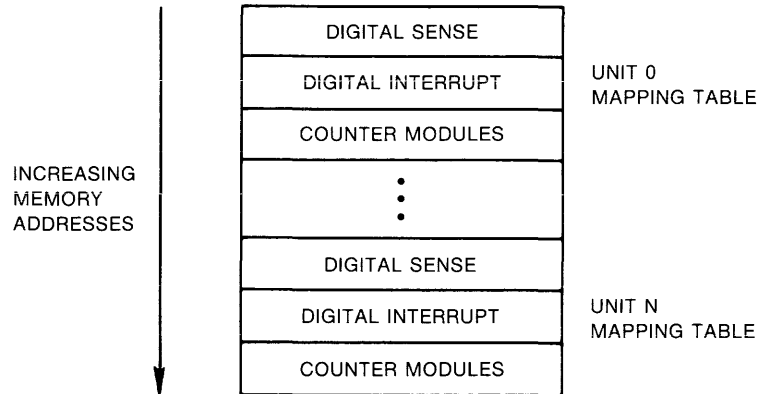 DIGITAL SENSE
DIGITAL INTERRUPT
COUNTER MODULES
UNIT 0
MAPPING TABLE
INCREASING
MEMORY
ADDRESSES
DIGITAL SENSE
DIGITAL INTERRUPT
COUNTER MODULES
UNIT N
MAPPING TABLE